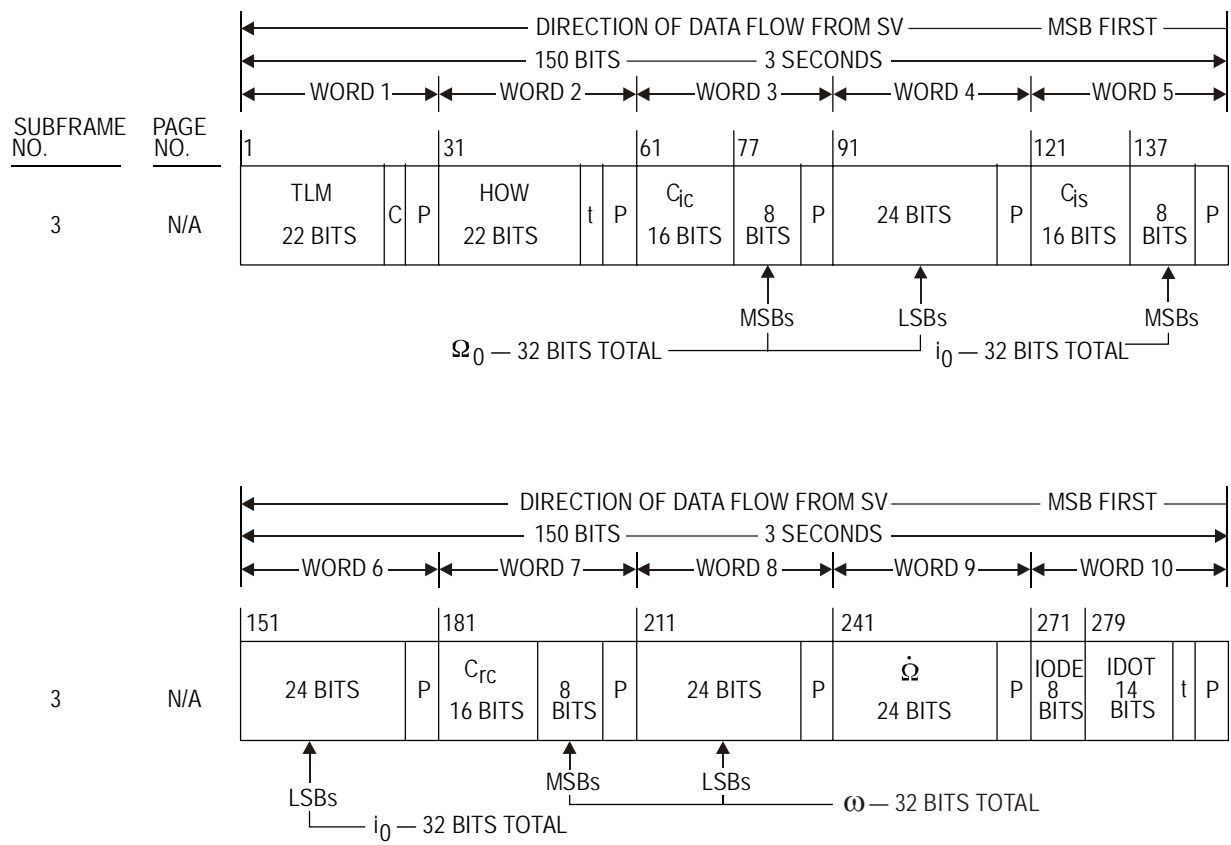 DIRECTION OF DATA FLOW FROM SV MSB FIRST
150 BITS 3 SECONDS
WORD 1 WORD 2 WORD 3 WORD 4 WORD 5
SUBFRAME NO. PAGE NO.
1 31 61 77 91 121 137
3 N/A
TLM 22 BITS C P HOW 22 BITS t P Cic 16 BITS 8 BITS P 24 BITS P Cis 16 BITS 8 BITS P
MSBs LSBs MSBs
Ω0 — 32 BITS TOTAL i0 — 32 BITS TOTAL
DIRECTION OF DATA FLOW FROM SV MSB FIRST
150 BITS 3 SECONDS
WORD 6 WORD 7 WORD 8 WORD 9 WORD 10
151 181 211 241 271 279
3 N/A
24 BITS P Crc 16 BITS 8 BITS P 24 BITS P Ω̇ 24 BITS P IODE 8 BITS IDOT 14 BITS t P
LSBs MSBs LSBs
ω — 32 BITS TOTAL
i0 — 32 BITS TOTAL